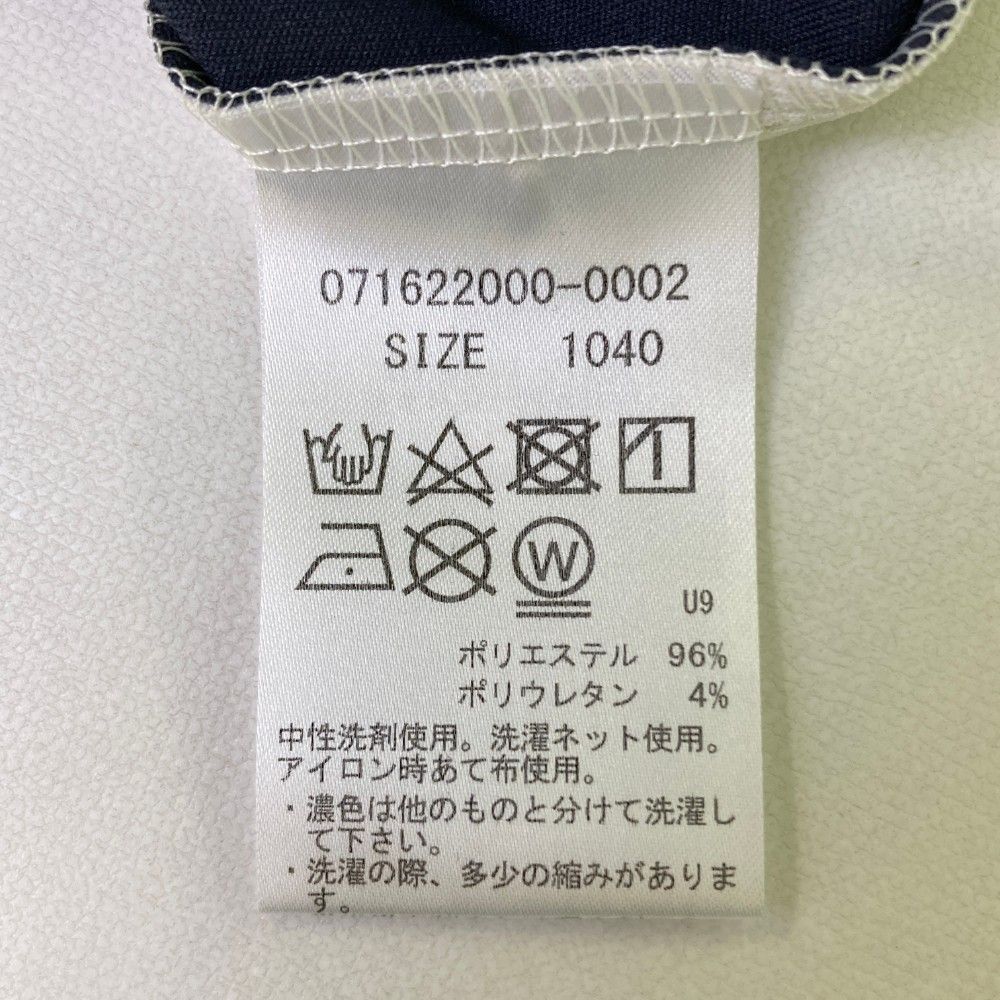 071622000-0002
SIZE 1040
W
U9
ポリエステル 96%
ポリウレタン 4%
中性洗剤使用。洗濯ネット使用。
アイロン時あて布使用。
・濃色は他のものと分けて洗濯し
て下さい。
・洗濯の際、多少の縮みがありま
す。